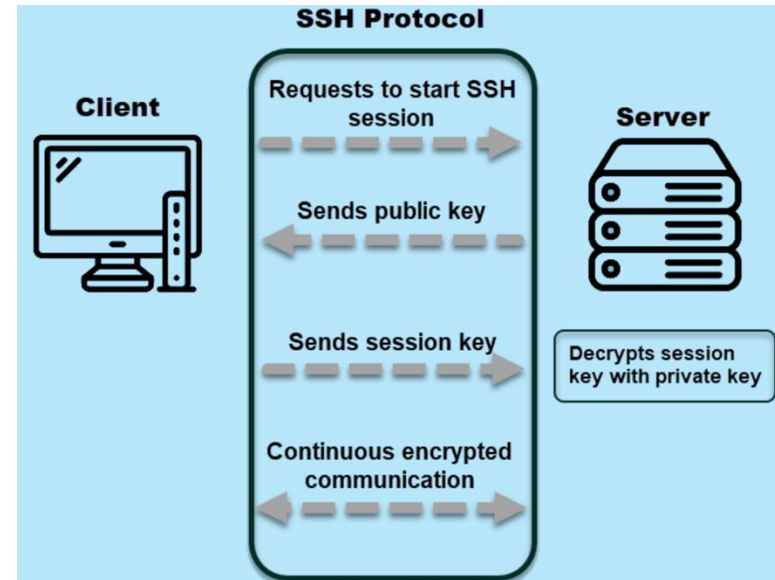 SSH Protocol
Client
Server
Requests to start SSH
session
Sends public key
Sends session key
Decrypts session
key with private key
Continuous encrypted
communication